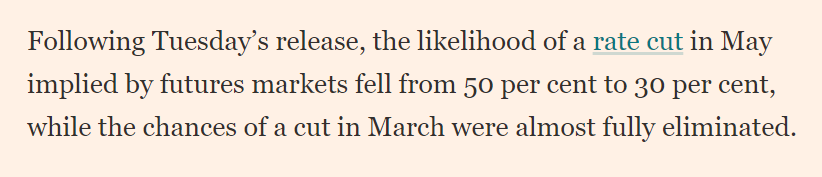 Following Tuesday’s release, the likelihood of a rate cut in May
implied by futures markets fell from 50 per cent to 30 per cent,
while the chances of a cut in March were almost fully eliminated.